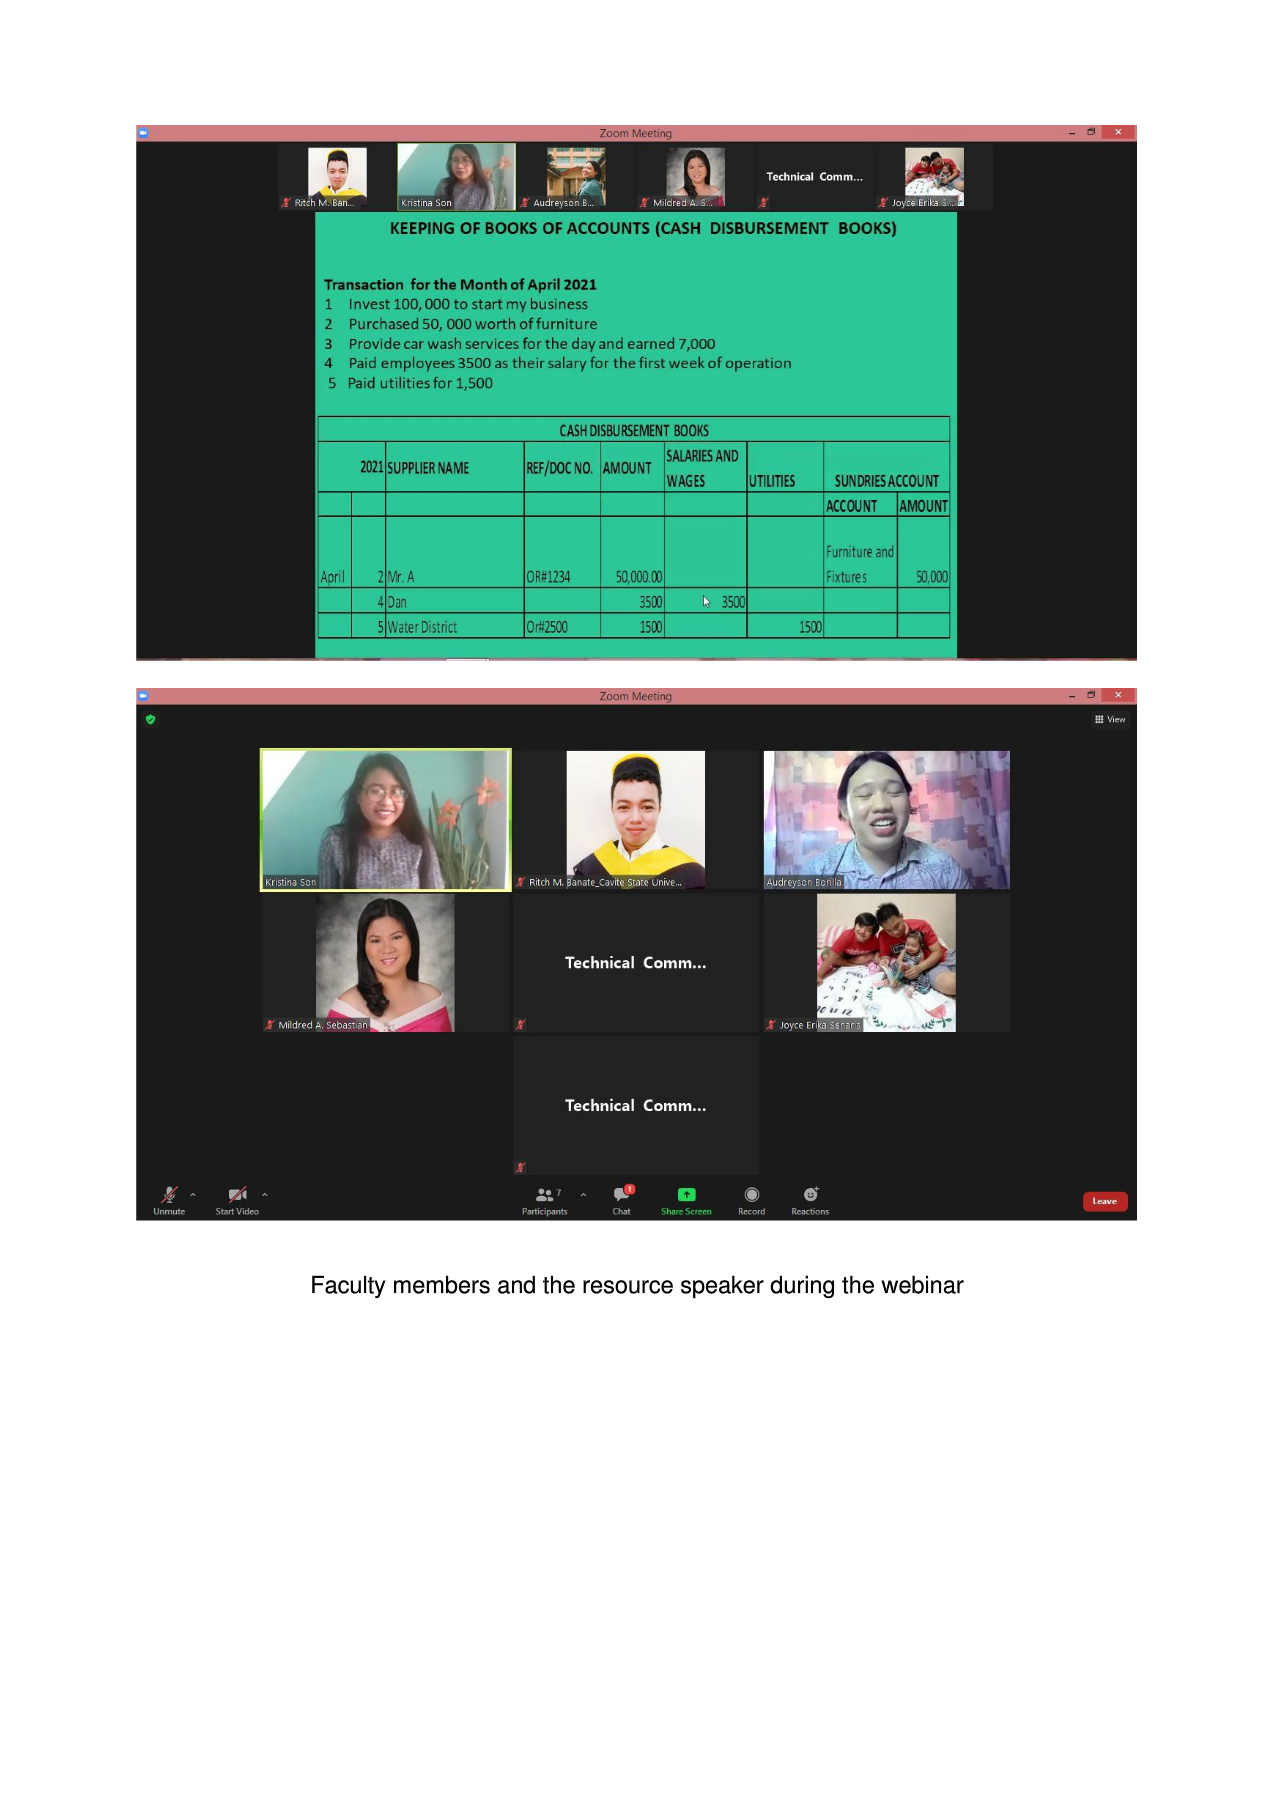 Zoom Meeting
Ritch M. Ban...
Kristina Son
Audreyson B...
Mildred A. S...
Technical Comm...
Joyce Erika S...
KEEPING OF BOOKS OF ACCOUNTS (CASH DISBURSEMENT BOOKS)
Transaction for the Month of April 2021
1 Invest 100, 000 to start my business
2 Purchased 50, 000 worth of furniture
3 Provide car wash services for the day and earned 7,000
4 Paid employees 3500 as their salary for the first week of operation
5 Paid utilities for 1,500
CASH DISBURSEMENT BOOKS
2021 SUPPLIER NAME REF/DOC NO. AMOUNT SALARIES AND WAGES UTILITIES SUNDRIES ACCOUNT
ACCOUNT AMOUNT
April 2 Mr. A OR#1234 50,000.00 Furniture and Fixtures 50,000
4 Dan 3500 3500
5 Water District Or#2500 1500 1500
Zoom Meeting
View
Kristina Son
Ritch M. Banate_Cavite State Unive...
Audreyson Borilla
Mildred A. Sebastian
Technical Comm...
Joyce Erika Senaris
Technical Comm...
Unmute
Start Video
7
Participants
1
Chat
Share Screen
Record
Reactions
Leave
Faculty members and the resource speaker during the webinar